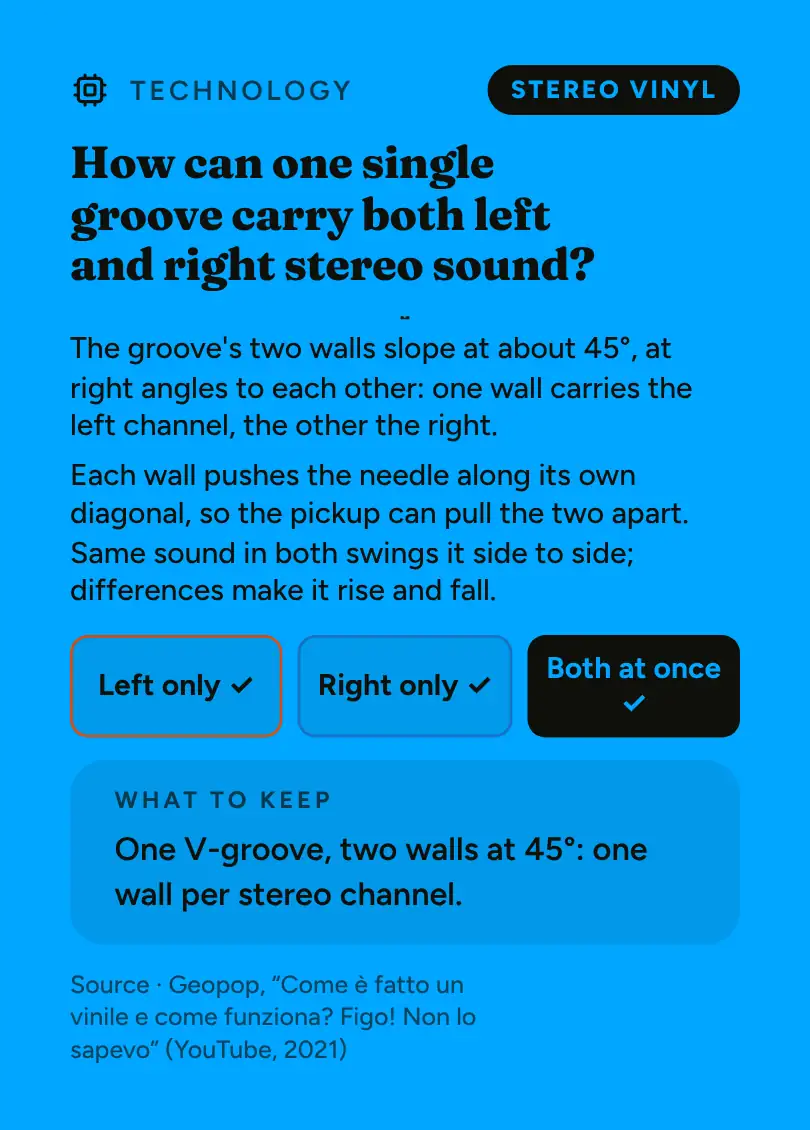 TECHNOLOGY
STEREO VINYL
How can one single
groove carry both left
and right stereo sound?
The groove's two walls slope at about 45°, at
right angles to each other: one wall carries the
left channel, the other the right.
Each wall pushes the needle along its own
diagonal, so the pickup can pull the two apart.
Same sound in both swings it side to side;
differences make it rise and fall.
Left only ✓
Right only ✓
Both at once
✓
WHAT TO KEEP
One V-groove, two walls at 45°: one
wall per stereo channel.
Source · Geopop, “Come è fatto un
vinile e come funziona? Figo! Non lo
sapevo” (YouTube, 2021)